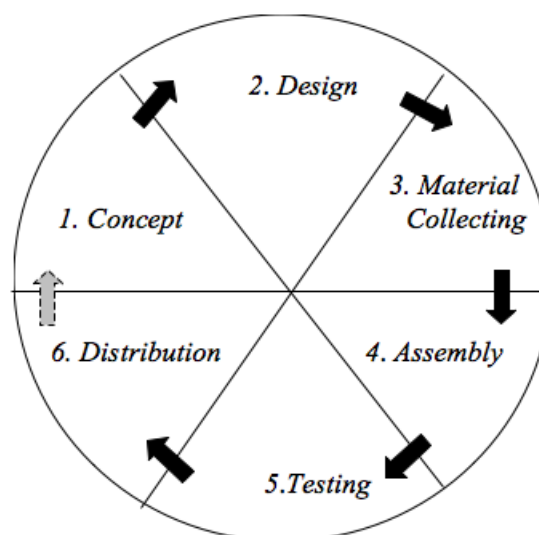 1. Concept
2. Design
3. Material
Collecting
4. Assembly
5.Testing
6. Distribution